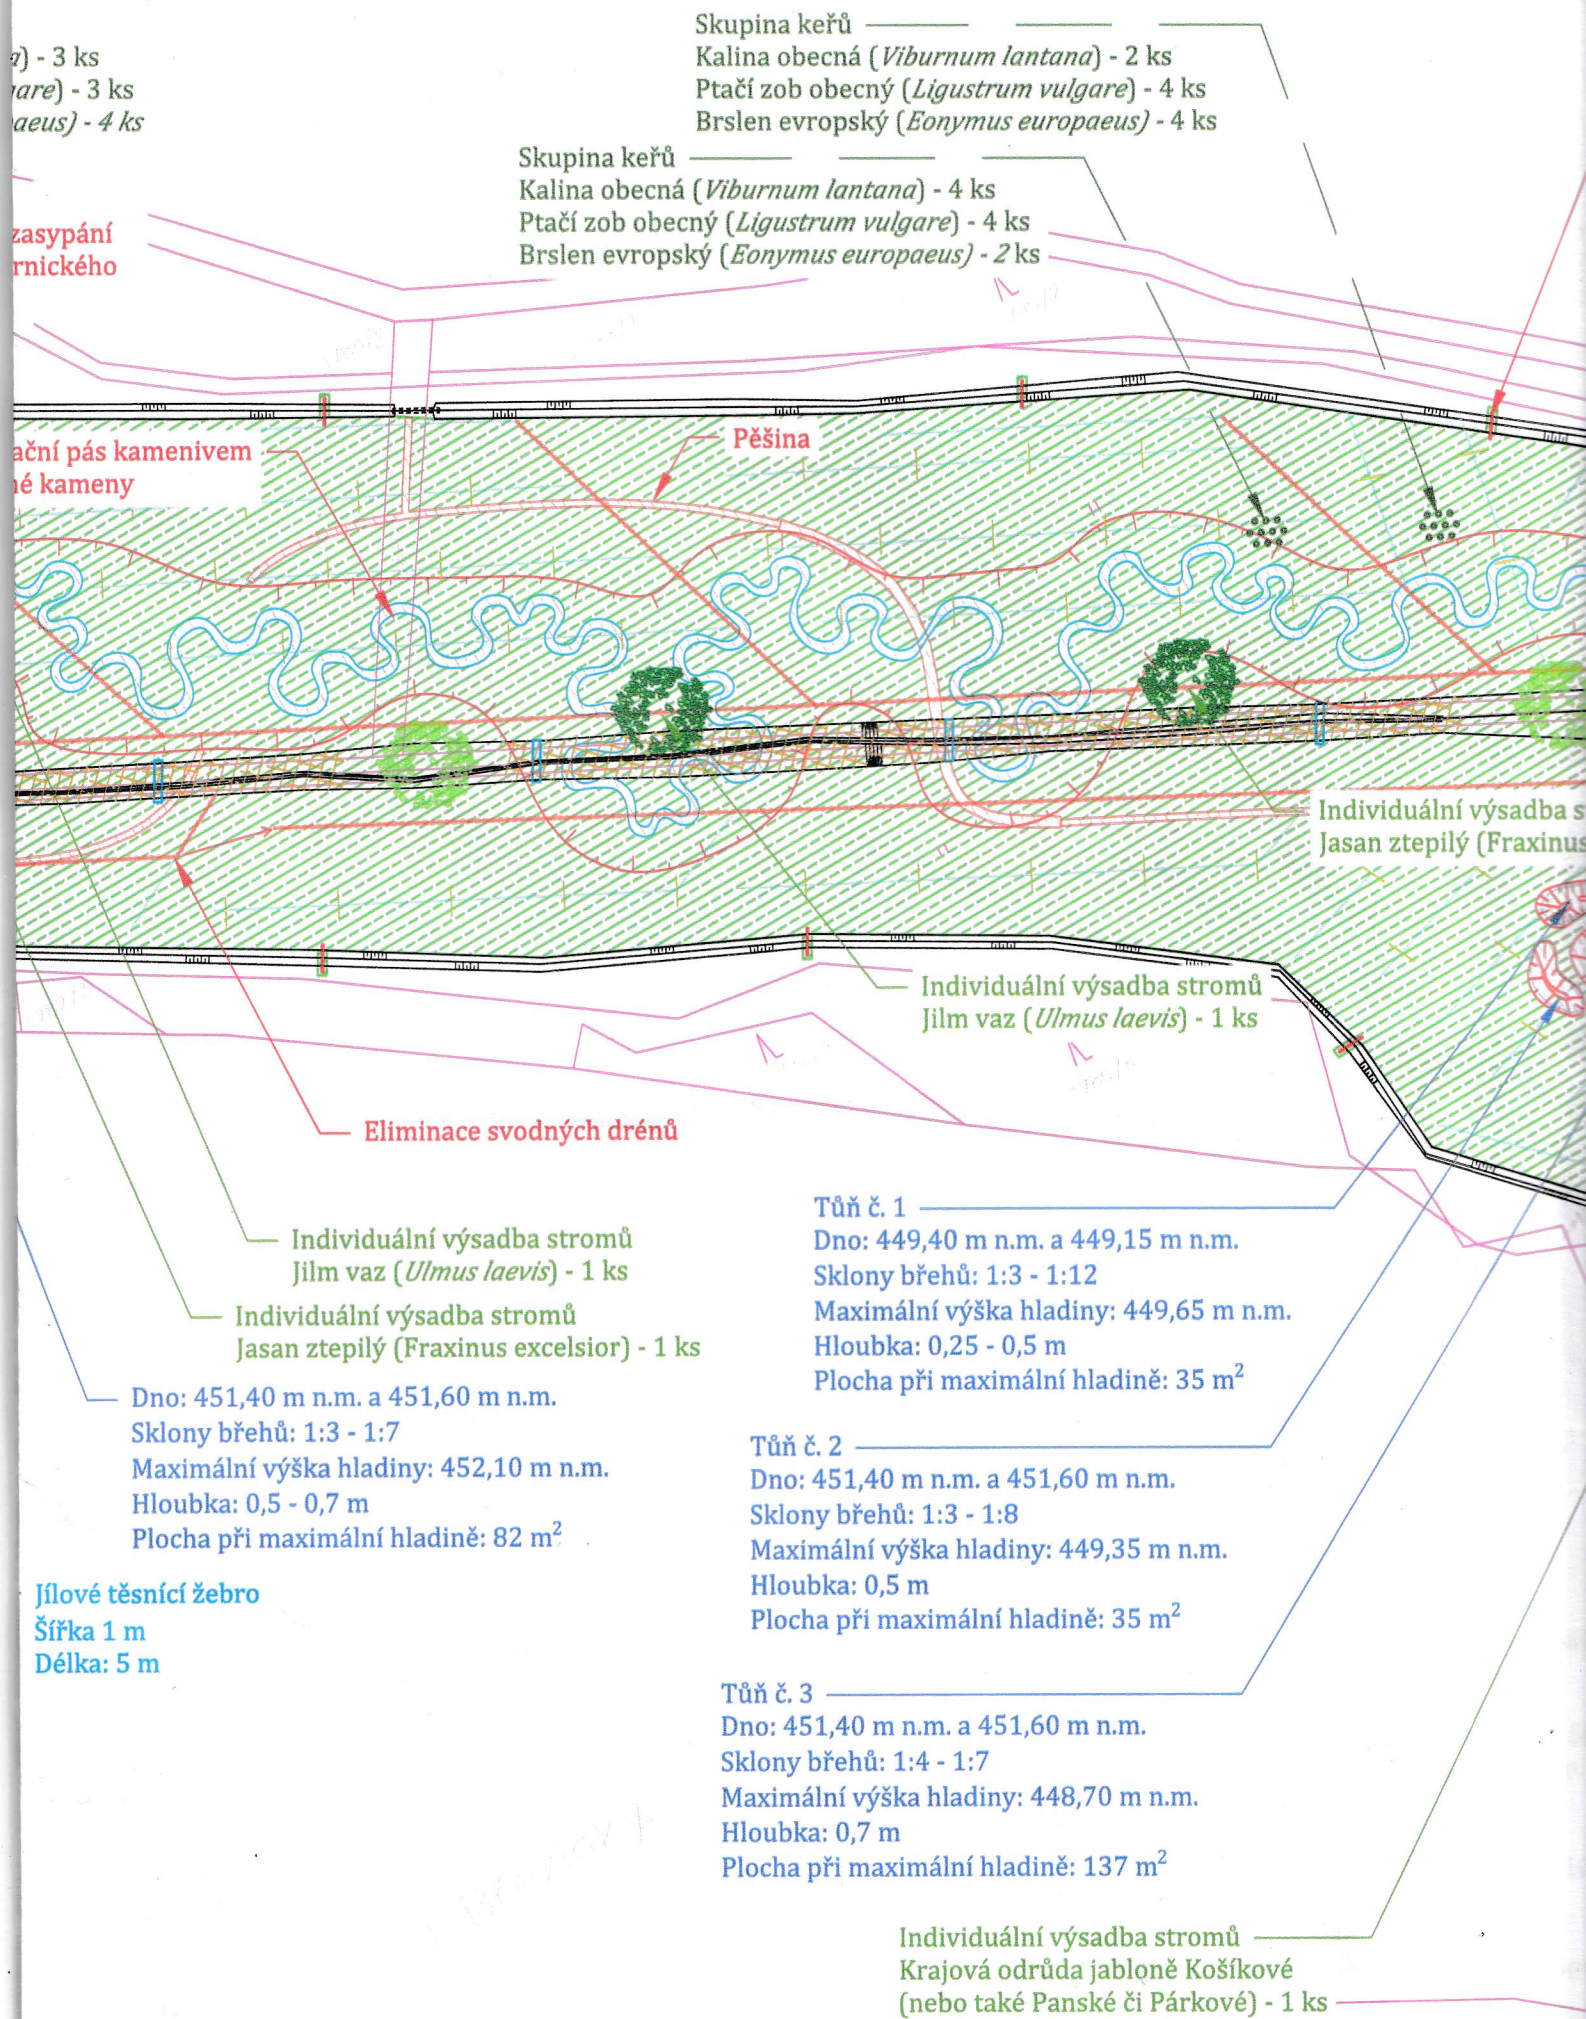 a) - 3 ks
are) - 3 ks
aeus) - 4 ks
Skupina keřů
Kalina obecná (Viburnum lantana) - 2 ks
Ptačí zob obecný (Ligustrum vulgare) - 4 ks
Brslen evropský (Eonymus europaeus) - 4 ks
Skupina keřů
Kalina obecná (Viburnum lantana) - 4 ks
Ptačí zob obecný (Ligustrum vulgare) - 4 ks
Brslen evropský (Eonymus europaeus) - 2 ks
zasypání
rnického
Pěšina
ační pás kamenivem
né kameny
Individuální výsadba s
Jasan ztepilý (Fraxinus
Individuální výsadba stromů
Jilm vaz (Ulmus laevis) - 1 ks
Eliminace svodných drénů
Individuální výsadba stromů
Jilm vaz (Ulmus laevis) - 1 ks
Individuální výsadba stromů
Jasan ztepilý (Fraxinus excelsior) - 1 ks
Dno: 451,40 m n.m. a 451,60 m n.m.
Sklony břehů: 1:3 - 1:7
Maximální výška hladiny: 452,10 m n.m.
Hloubka: 0,5 - 0,7 m
Plocha při maximální hladině: 82 m²
Jílové těsnící žebro
Šířka 1 m
Délka: 5 m
Tůň č. 1
Dno: 449,40 m n.m. a 449,15 m n.m.
Sklony břehů: 1:3 - 1:12
Maximální výška hladiny: 449,65 m n.m.
Hloubka: 0,25 - 0,5 m
Plocha při maximální hladině: 35 m²
Tůň č. 2
Dno: 451,40 m n.m. a 451,60 m n.m.
Sklony břehů: 1:3 - 1:8
Maximální výška hladiny: 449,35 m n.m.
Hloubka: 0,5 m
Plocha při maximální hladině: 35 m²
Tůň č. 3
Dno: 451,40 m n.m. a 451,60 m n.m.
Sklony břehů: 1:4 - 1:7
Maximální výška hladiny: 448,70 m n.m.
Hloubka: 0,7 m
Plocha při maximální hladině: 137 m²
Individuální výsadba stromů
Krajová odrůda jabloně Košíkové
(nebo také Panské či Párkové) - 1 ks